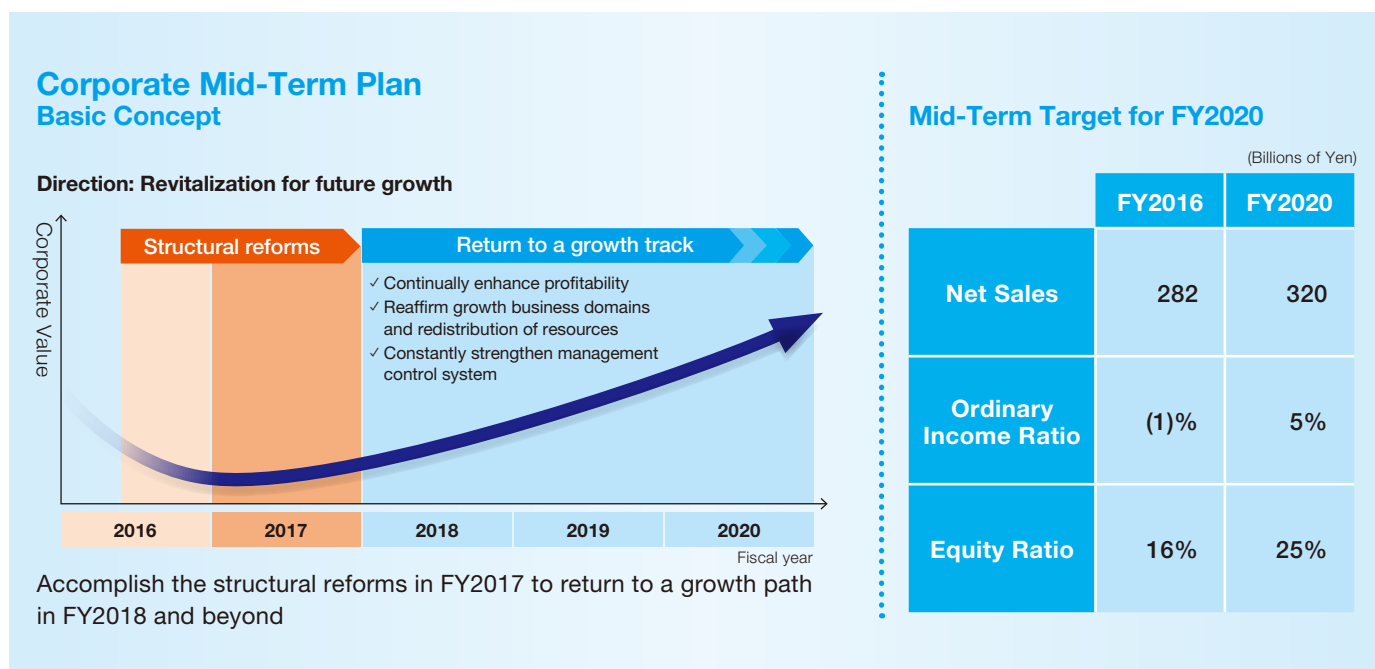 Corporate Mid-Term Plan
Basic Concept
Direction: Revitalization for future growth
Corporate Value
Structural reforms
Return to a growth track
✓ Continually enhance profitability
✓ Reaffirm growth business domains
and redistribution of resources
✓ Constantly strengthen management
control system
2016 2017 2018 2019 2020
Fiscal year
Accomplish the structural reforms in FY2017 to return to a growth path
in FY2018 and beyond
Mid-Term Target for FY2020
(Billions of Yen)
FY2016 FY2020
Net Sales 282 320
Ordinary
Income Ratio (1)% 5%
Equity Ratio 16% 25%